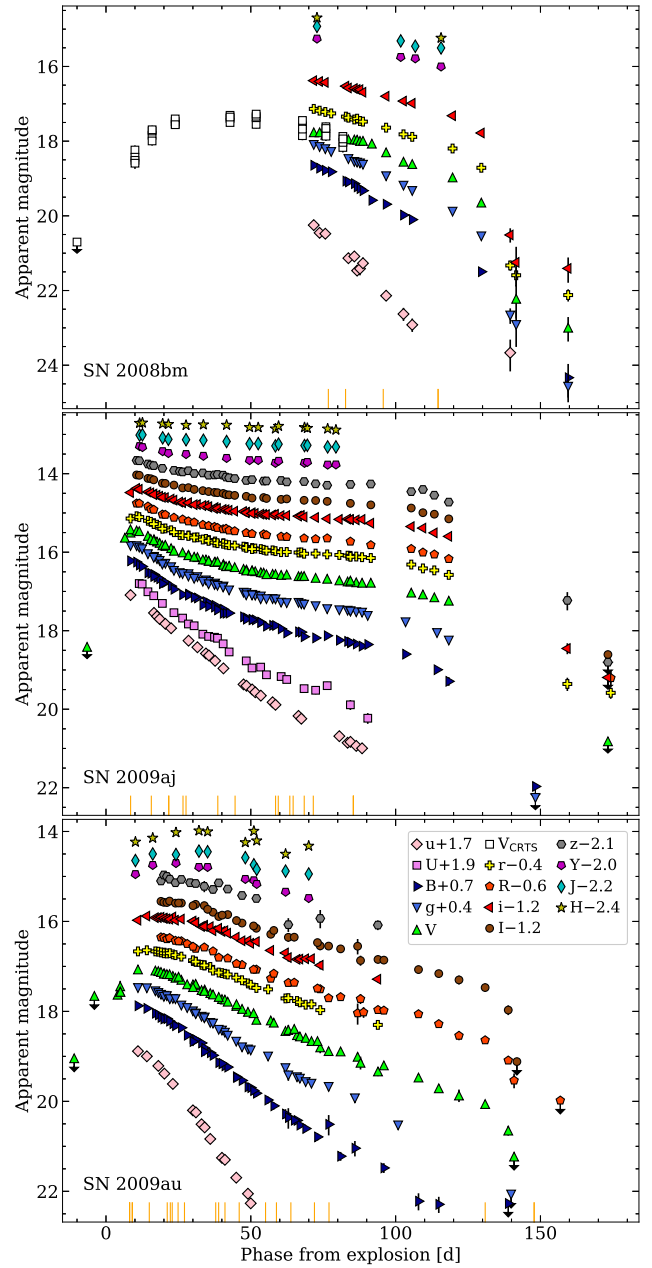 16
18
20
22
24
Apparent magnitude
SN 2008bm
14
16
18
20
22
Apparent magnitude
SN 2009aj
14
16
18
20
22
Apparent magnitude
SN 2009au
u+1.7
U+1.9
B+0.7
g+0.4
V
V_CRTS
r−0.4
R−0.6
i−1.2
I−1.2
z−2.1
Y−2.0
J−2.2
H−2.4
0 50 100 150
Phase from explosion [d]